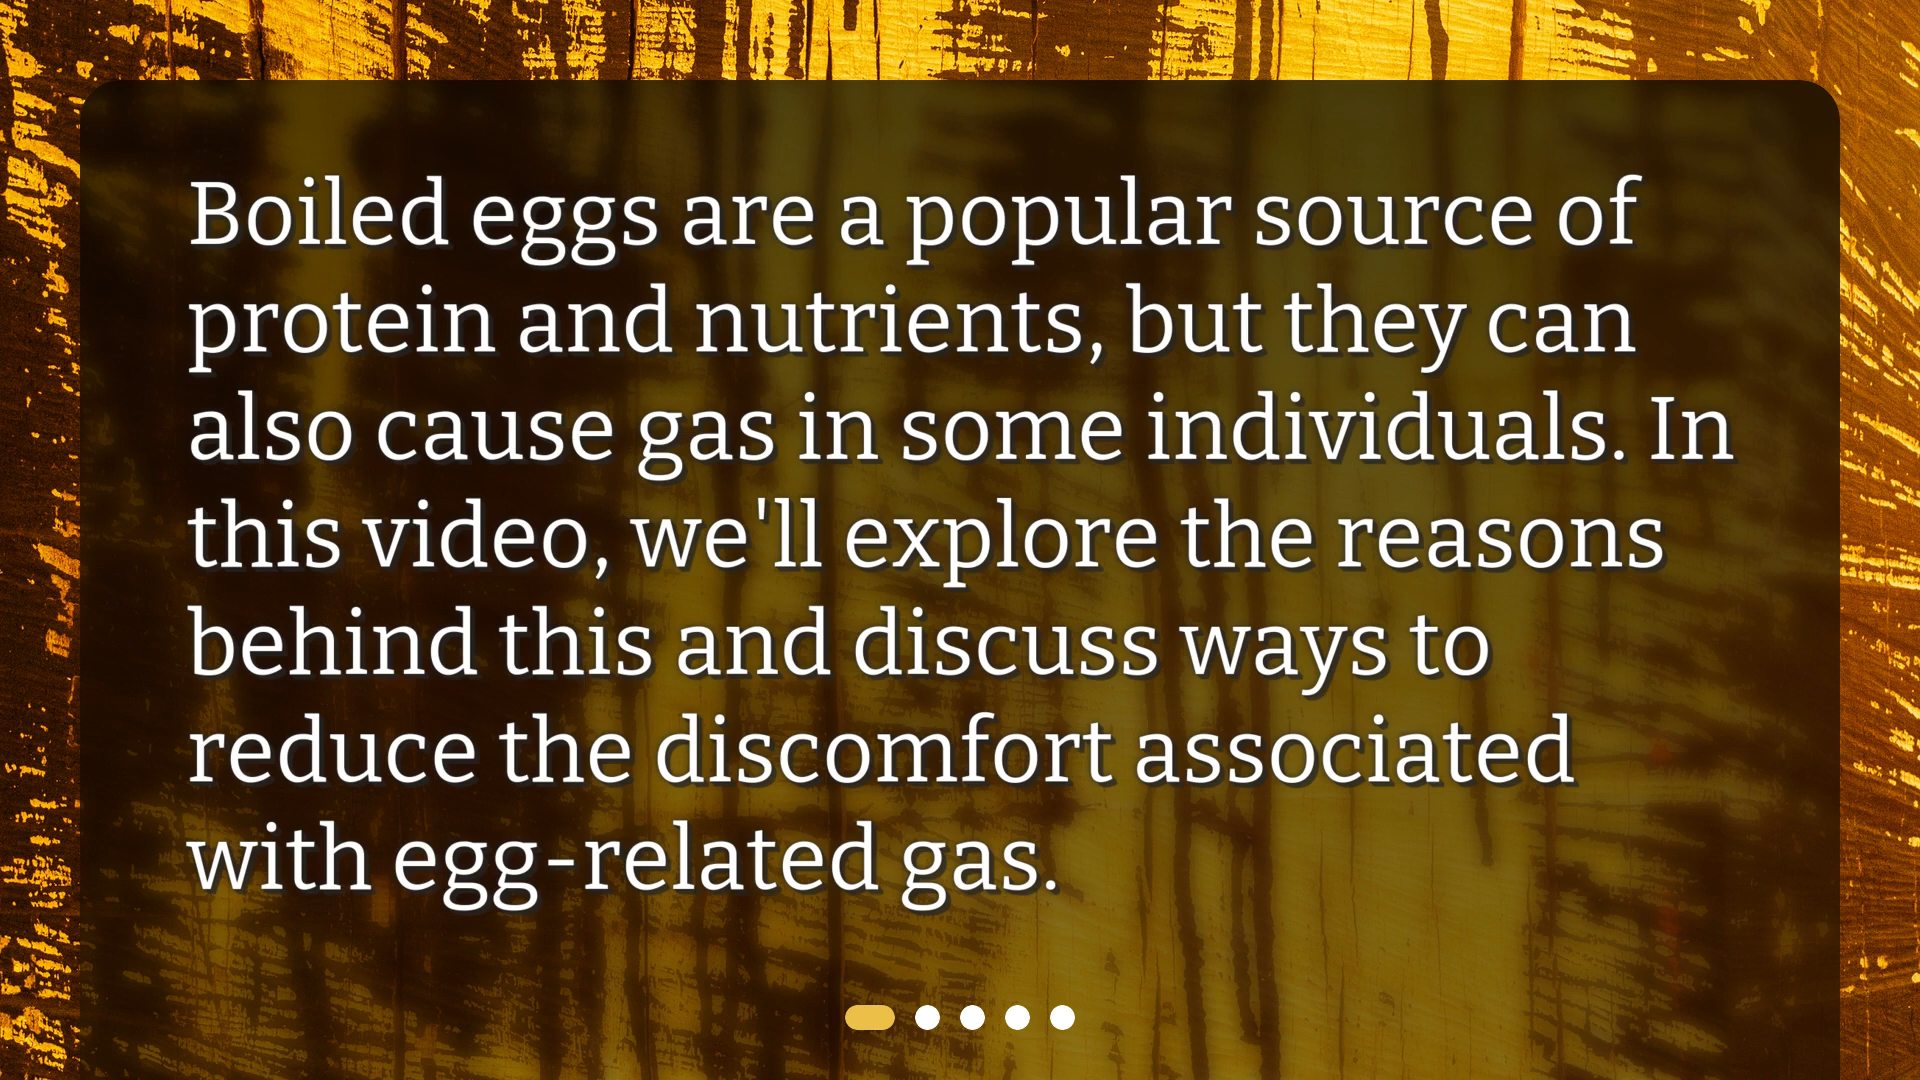 Boiled eggs are a popular source of
protein and nutrients, but they can
also cause gas in some individuals. In
this video, we'll explore the reasons
behind this and discuss ways to
reduce the discomfort associated
with egg-related gas.